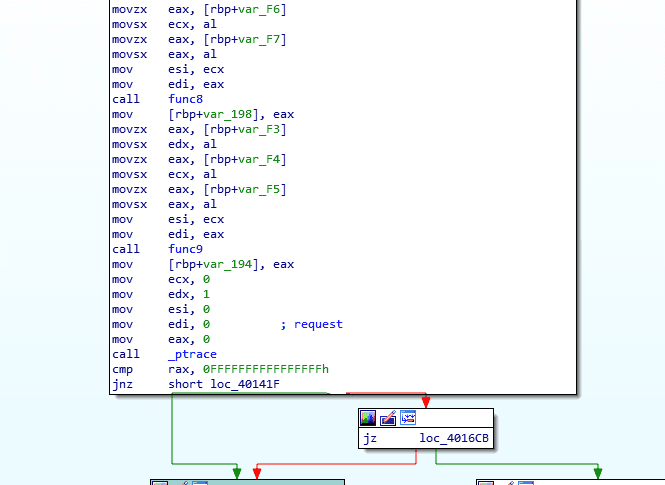 movzx eax, [rbp+var_F6]
movsx ecx, al
movzx eax, [rbp+var_F7]
movsx eax, al
mov esi, ecx
mov edi, eax
call func8
mov [rbp+var_198], eax
movzx eax, [rbp+var_F3]
movsx edx, al
movzx eax, [rbp+var_F4]
movsx ecx, al
movzx eax, [rbp+var_F5]
movsx eax, al
mov esi, ecx
mov edi, eax
call func9
mov [rbp+var_194], eax
mov ecx, 0
mov edx, 1
mov esi, 0
mov edi, 0 ; request
mov eax, 0
call _ptrace
cmp rax, 0FFFFFFFFFFFFFFFFh
jnz short loc_40141F
jz loc_4016CB